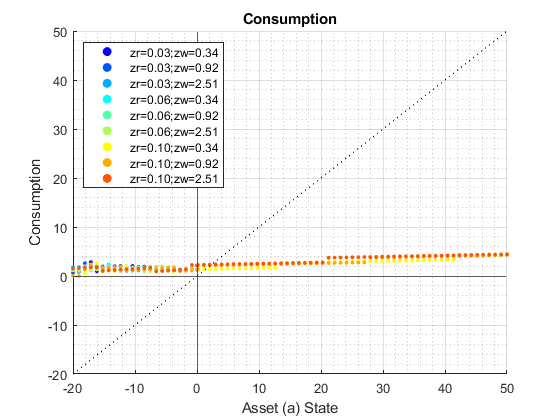 Consumption
50
40
30
20
10
0
-10
-20
Consumption
zr=0.03;zw=0.34
zr=0.03;zw=0.92
zr=0.03;zw=2.51
zr=0.06;zw=0.34
zr=0.06;zw=0.92
zr=0.06;zw=2.51
zr=0.10;zw=0.34
zr=0.10;zw=0.92
zr=0.10;zw=2.51
-20 -10 0 10 20 30 40 50
Asset (a) State